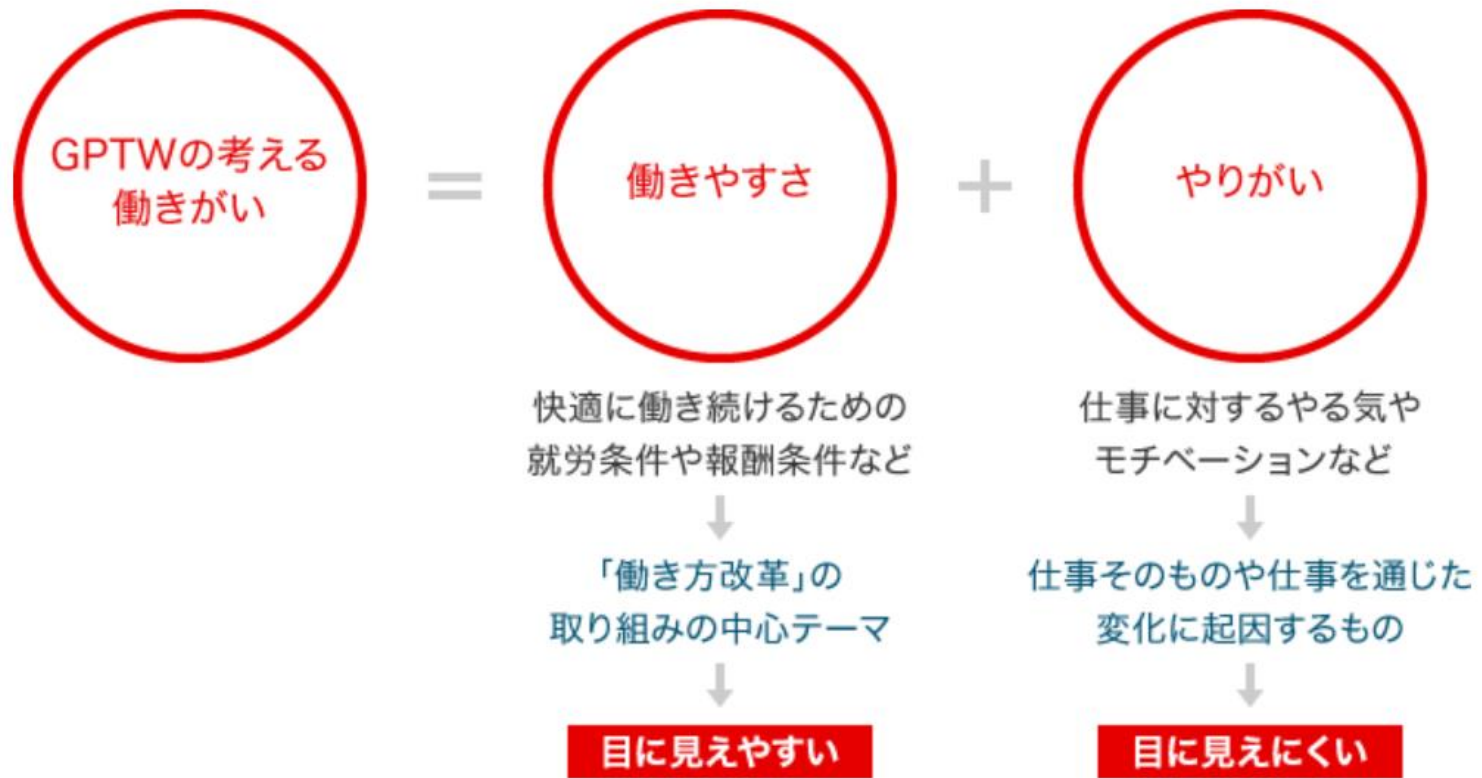 GPTWの考える
働きがい
=
働きやすさ
+
やりがい
快適に働き続けるための
就労条件や報酬条件など
↓
「働き方改革」の
取り組みの中心テーマ
↓
目に見えやすい
仕事に対するやる気や
モチベーションなど
↓
仕事そのものや仕事を通じた
変化に起因するもの
↓
目に見えにくい